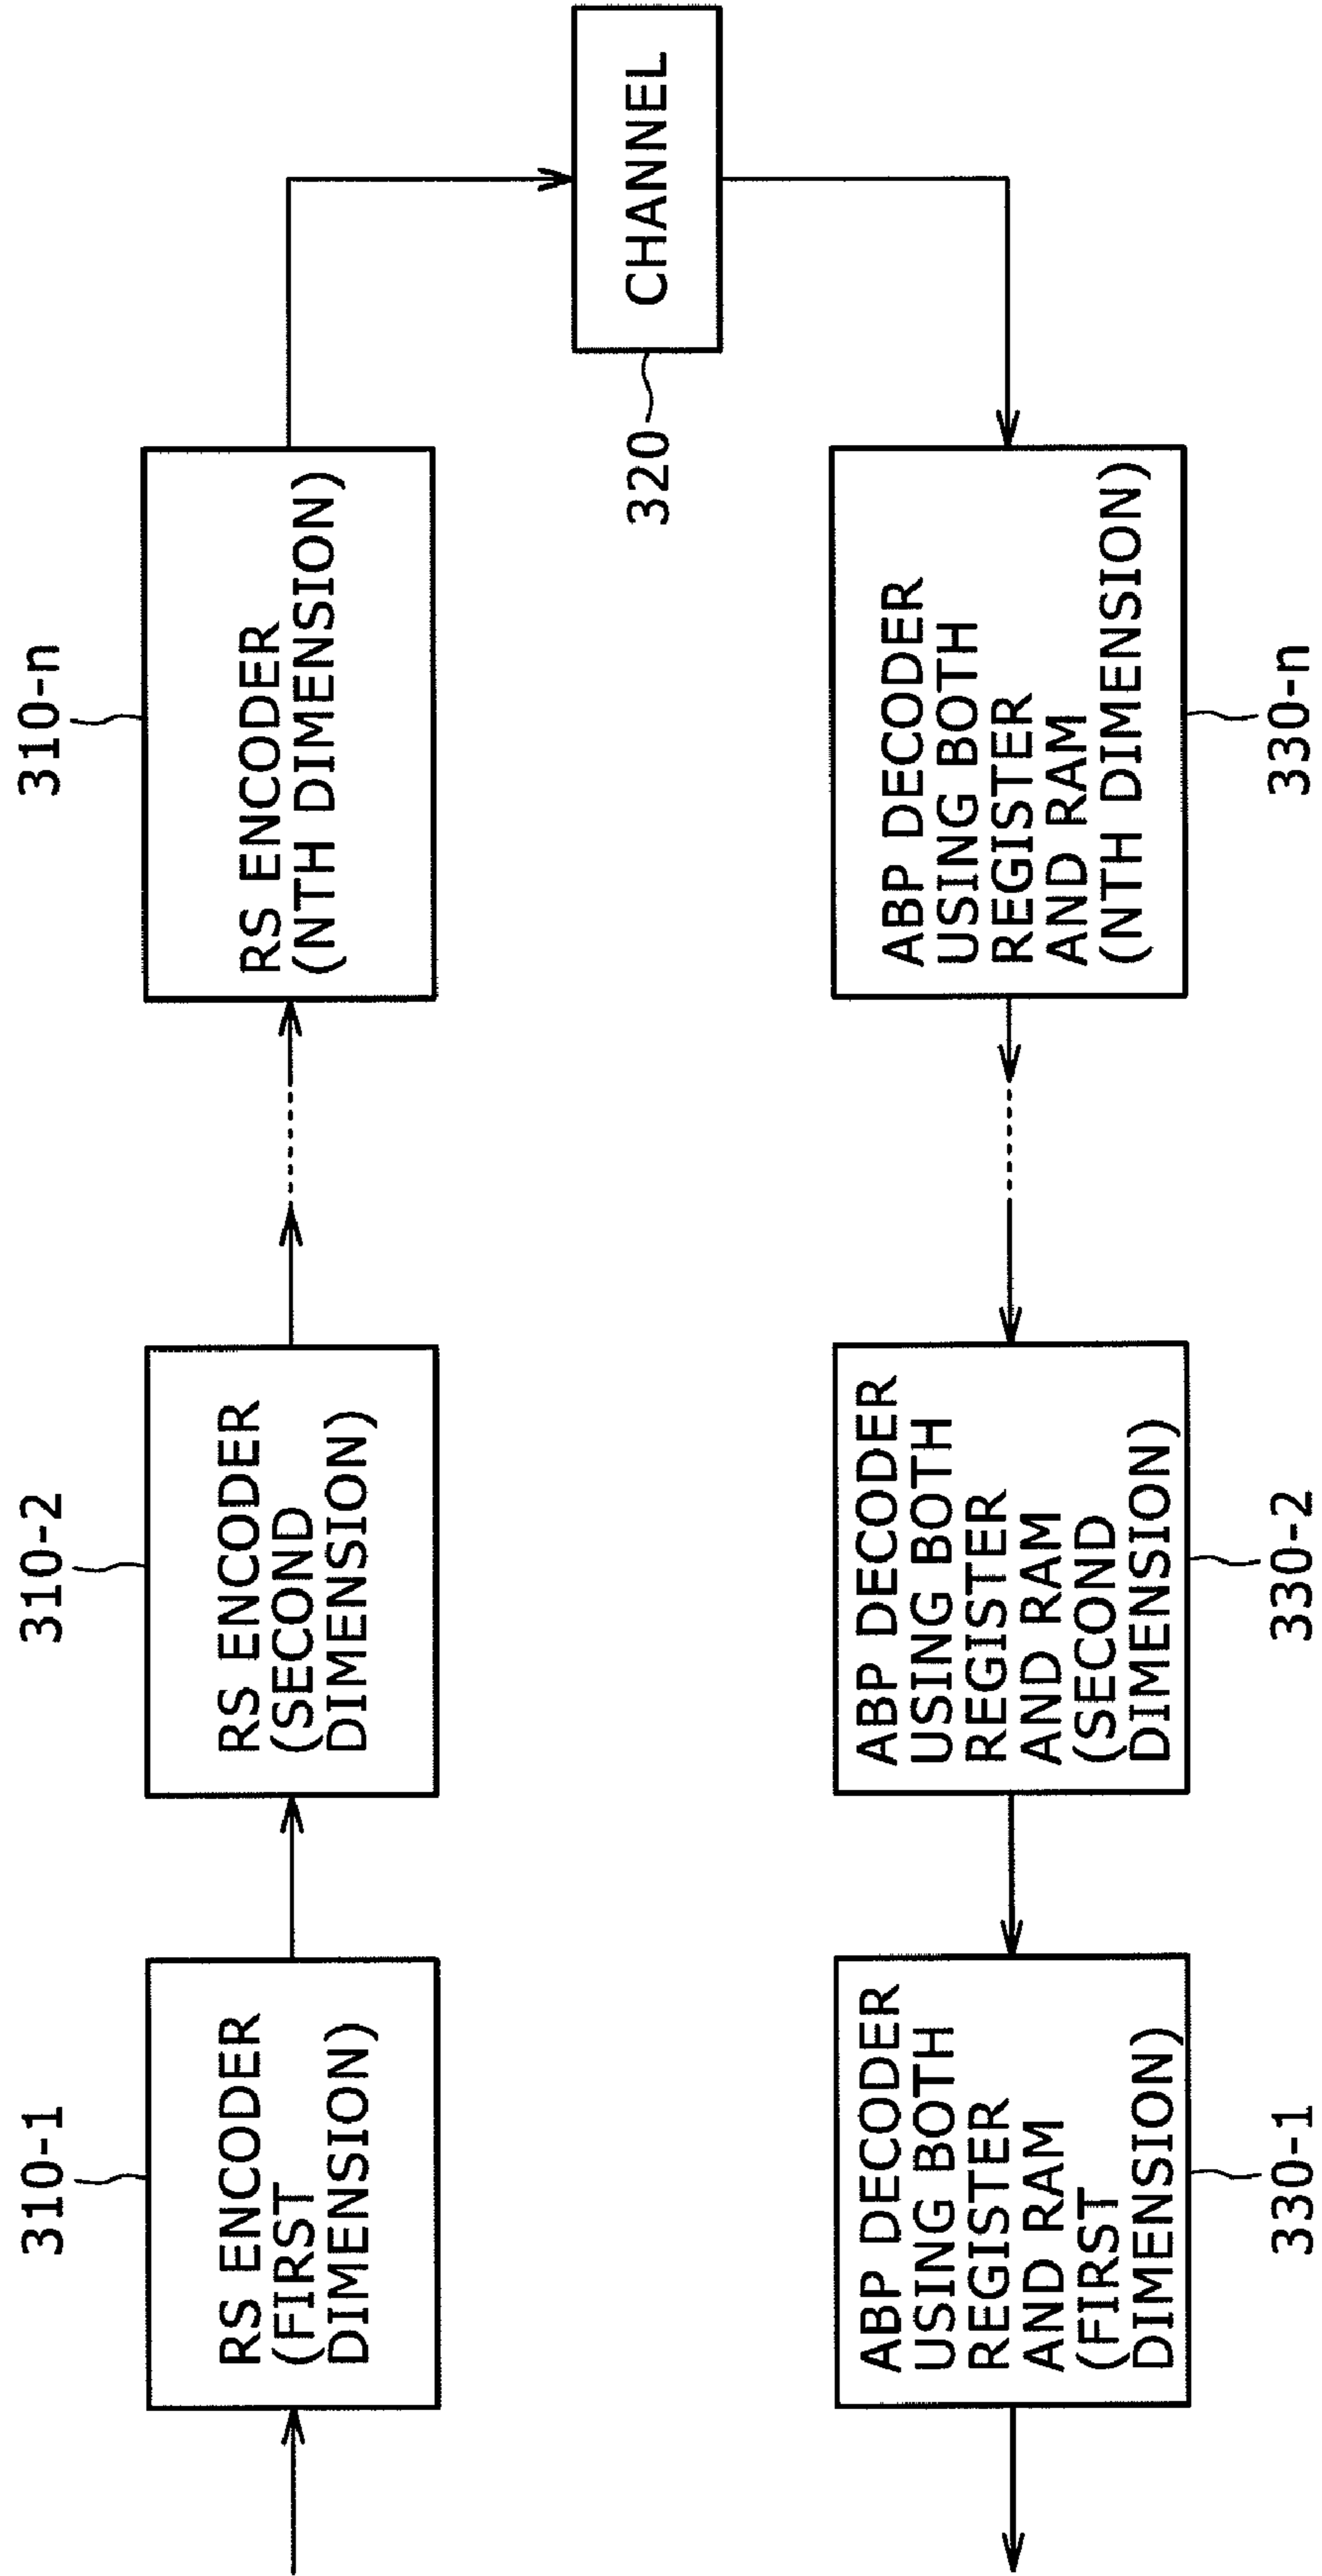 310-1
RS ENCODER
(FIRST
DIMENSION)
310-2
RS ENCODER
(SECOND
DIMENSION)
310-n
RS ENCODER
(NTH DIMENSION)
320
CHANNEL
ABP DECODER
USING BOTH
REGISTER
AND RAM
(FIRST
DIMENSION)
330-1
ABP DECODER
USING BOTH
REGISTER
AND RAM
(SECOND
DIMENSION)
330-2
ABP DECODER
USING BOTH
REGISTER
AND RAM
(NTH DIMENSION)
330-n